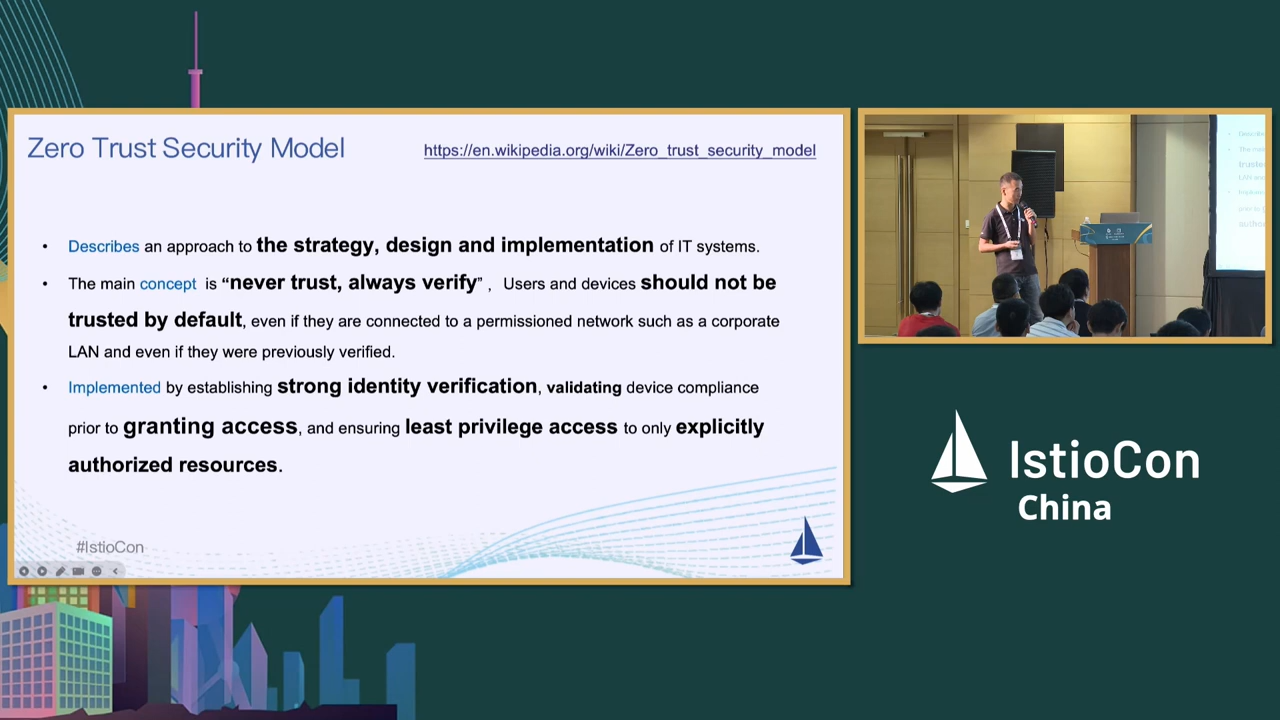 Zero Trust Security Model
https://en.wikipedia.org/wiki/Zero_trust_security_model
• Describes an approach to the strategy, design and implementation of IT systems.
• The main concept is “never trust, always verify” , Users and devices should not be
trusted by default, even if they are connected to a permissioned network such as a corporate
LAN and even if they were previously verified.
• Implemented by establishing strong identity verification, validating device compliance
prior to granting access, and ensuring least privilege access to only explicitly
authorized resources.
#IstioCon
IstioCon
China